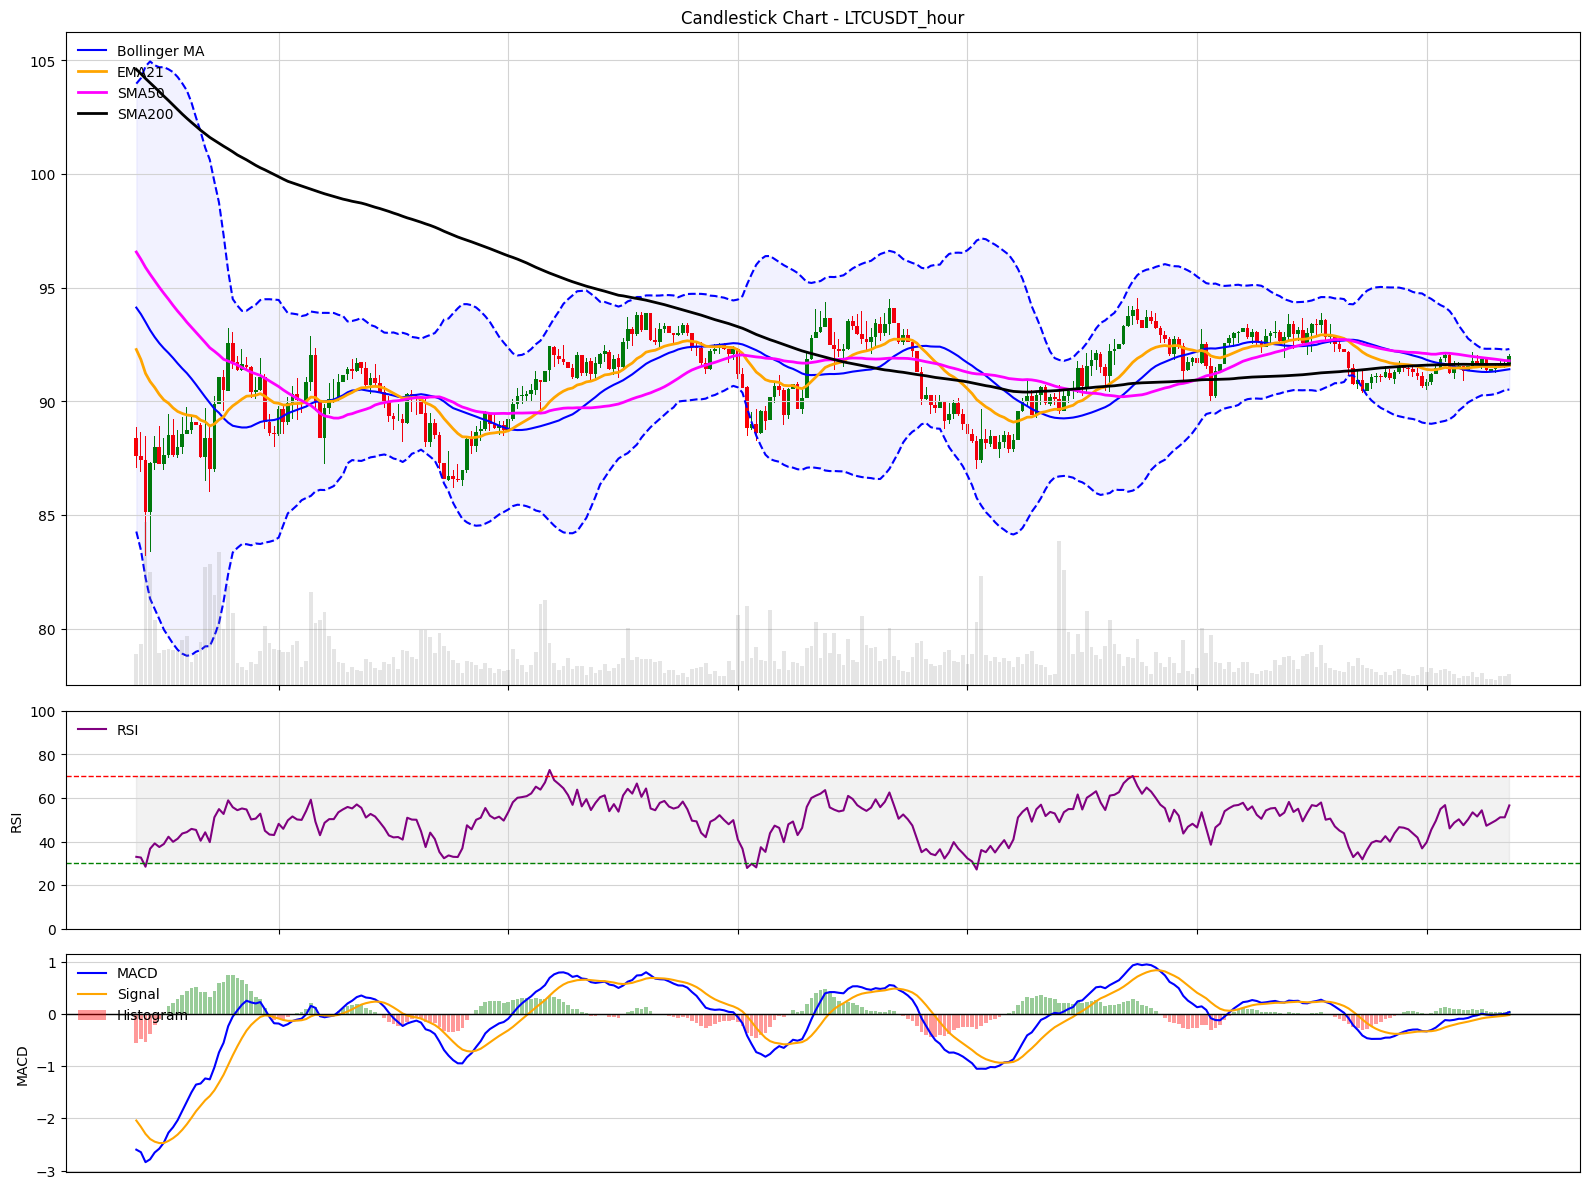 Candlestick Chart - LTCUSDT_hour
Bollinger MA
EMA21
SMA50
SMA200
105
100
95
90
85
80
RSI
RSI
100
80
60
40
20
0
MACD
Signal
Histogram
MACD
1
0
−1
−2
−3